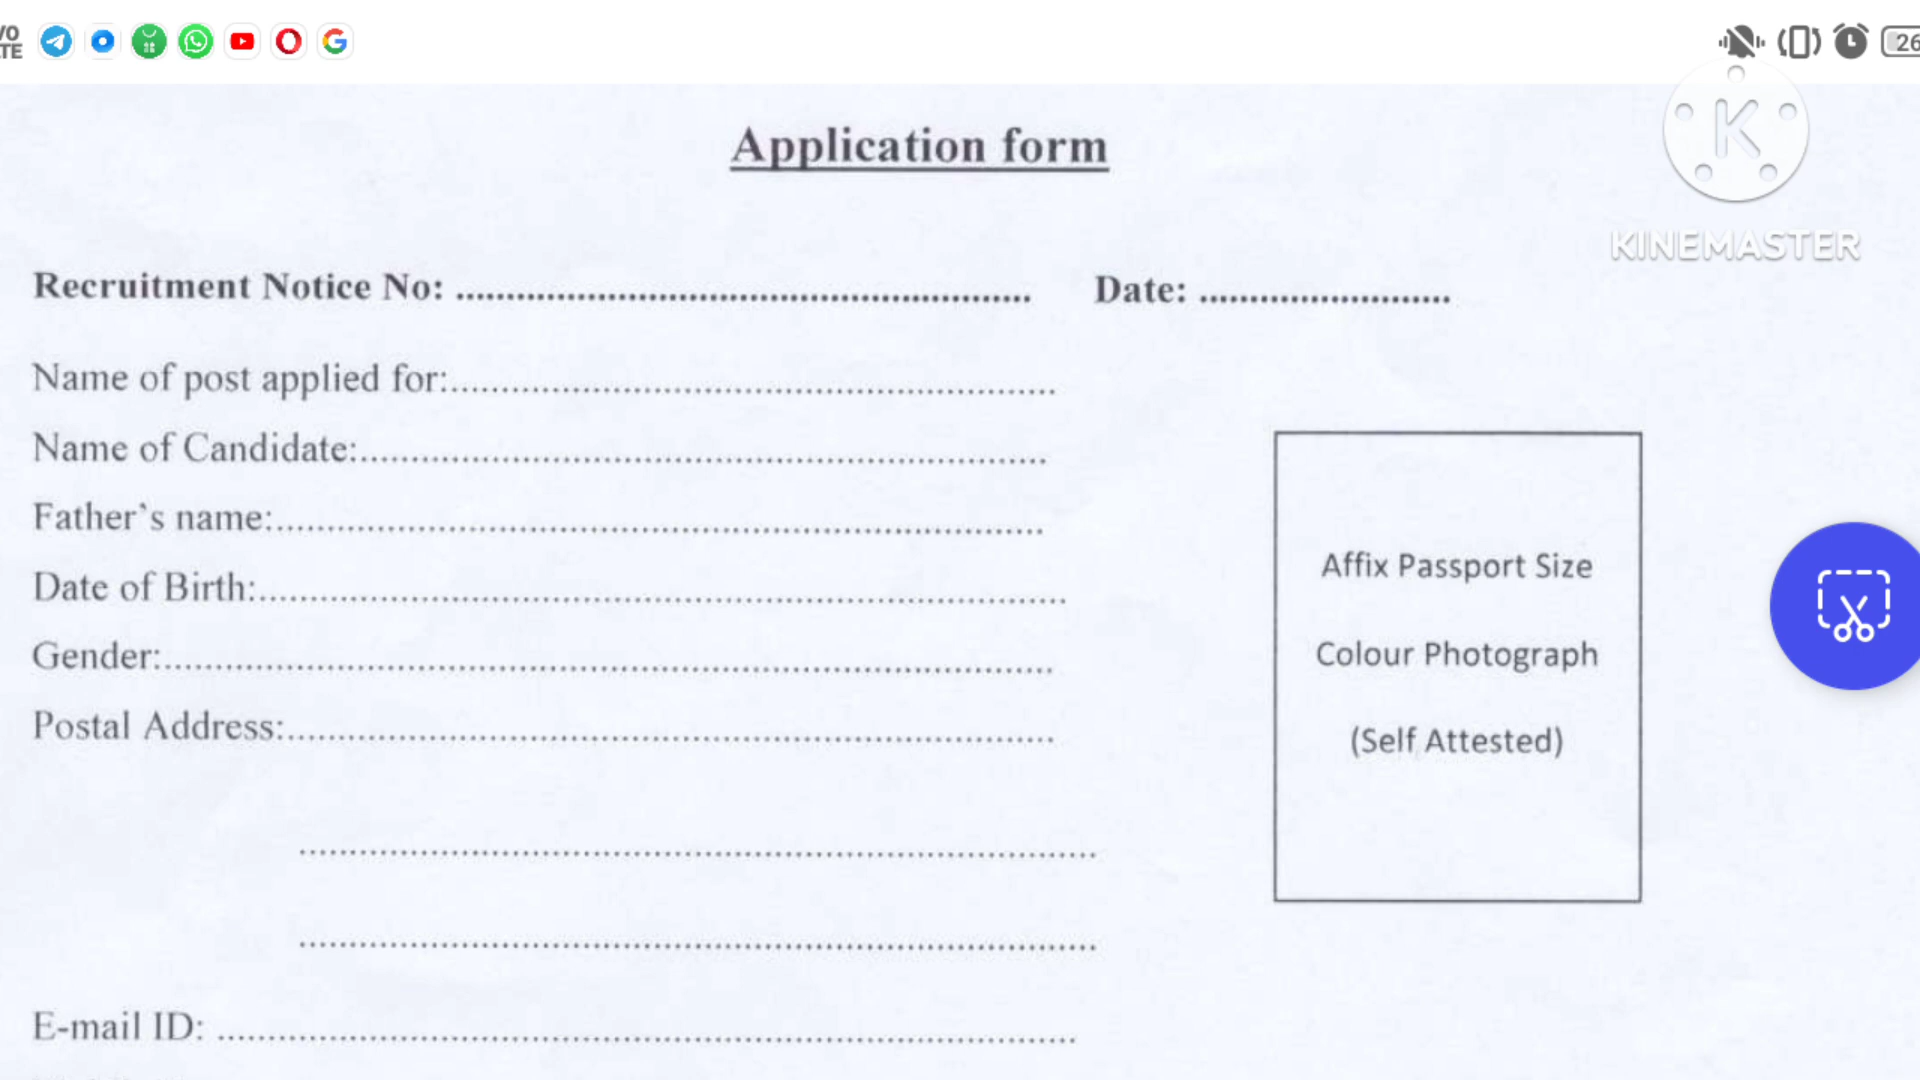 26
Application form
K
KINEMASTER
Recruitment Notice No: ......................................................... Date: .........................
Name of post applied for:.............................................................
Name of Candidate:.....................................................................
Father's name:.............................................................................
Date of Birth:.................................................................................
Gender:.........................................................................................
Postal Address:.............................................................................
................................................................................
................................................................................
E-mail ID: ......................................................................................
Affix Passport Size
Colour Photograph
(Self Attested)